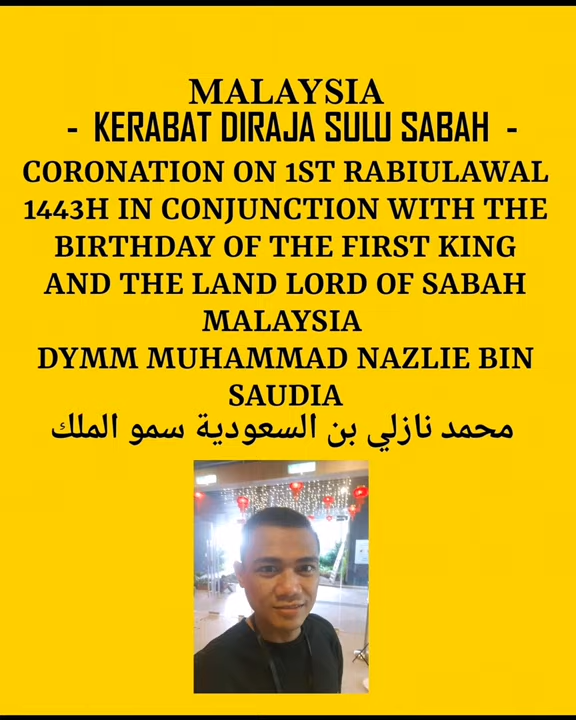 MALAYSIA
- KERABAT DIRAJA SULU SABAH -
CORONATION ON 1ST RABIULAWAL
1443H IN CONJUNCTION WITH THE
BIRTHDAY OF THE FIRST KING
AND THE LAND LORD OF SABAH
MALAYSIA
DYMM MUHAMMAD NAZLIE BIN
SAUDIA
محمد نازلي بن السعودية سمو الملك